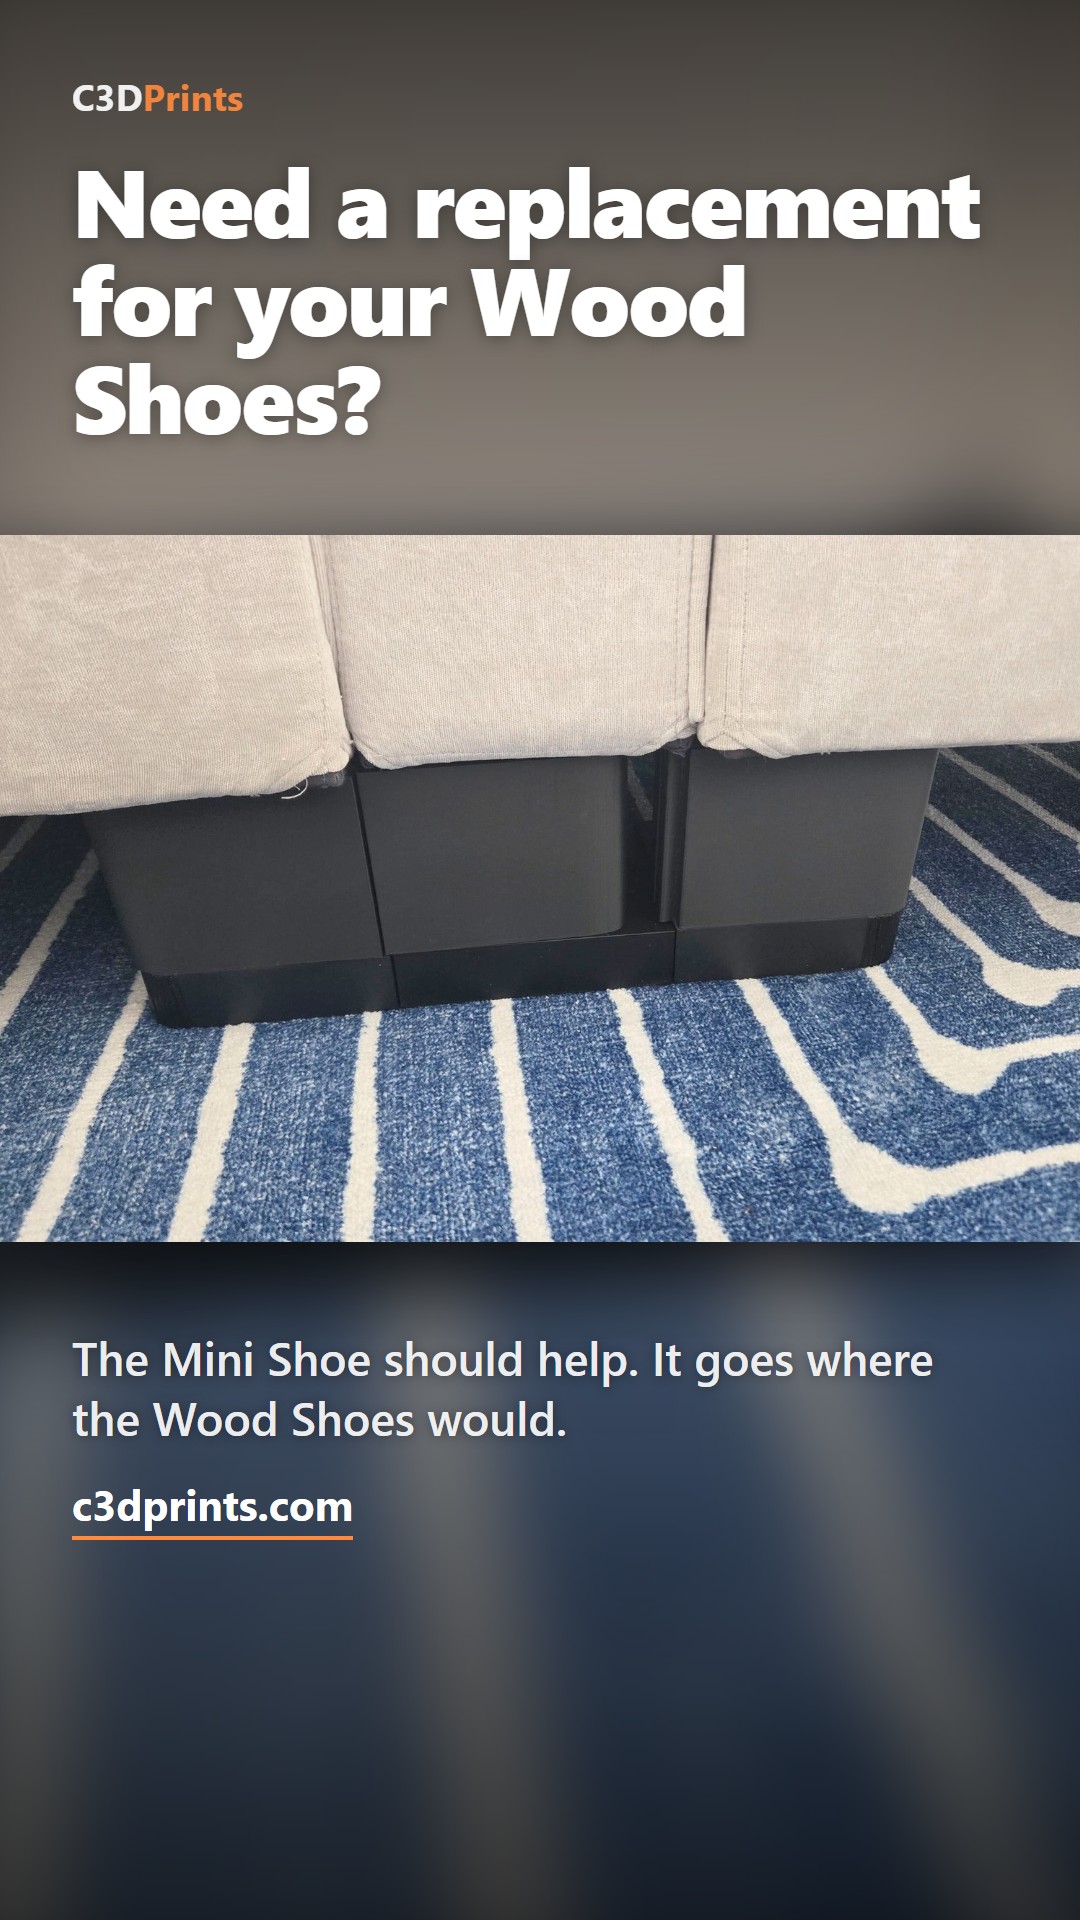 C3DPrints
Need a replacement
for your Wood
Shoes?
The Mini Shoe should help. It goes where
the Wood Shoes would.
c3dprints.com